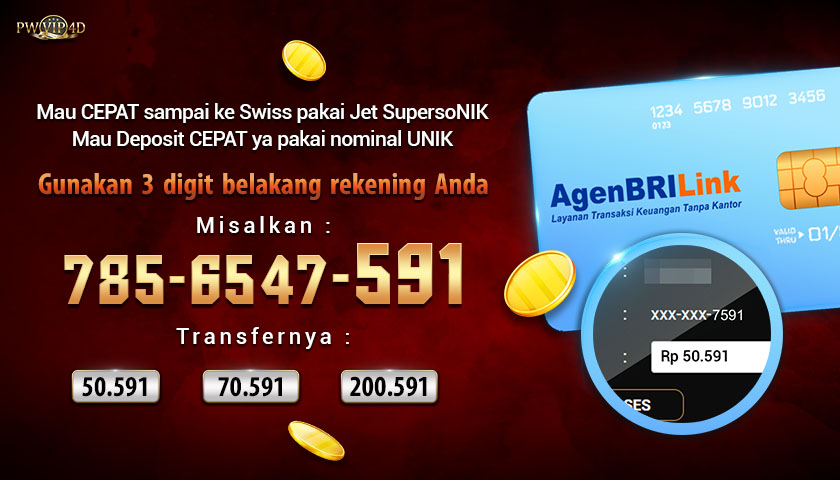 PWVIP4D
Mau CEPAT sampai ke Swiss pakai Jet SupersoNIK
Mau Deposit CEPAT ya pakai nominal UNIK
Gunakan 3 digit belakang rekening Anda
Misalkan :
785-6547-591
Transfernya :
50.591
70.591
200.591
1234 5678 9012 3456
0123
AgenBRILink
Layanan Transaksi Keuangan Tanpa Kantor
VALID
THRU
01/
:
: xxx-xxx-7591
: Rp 50.591
SES